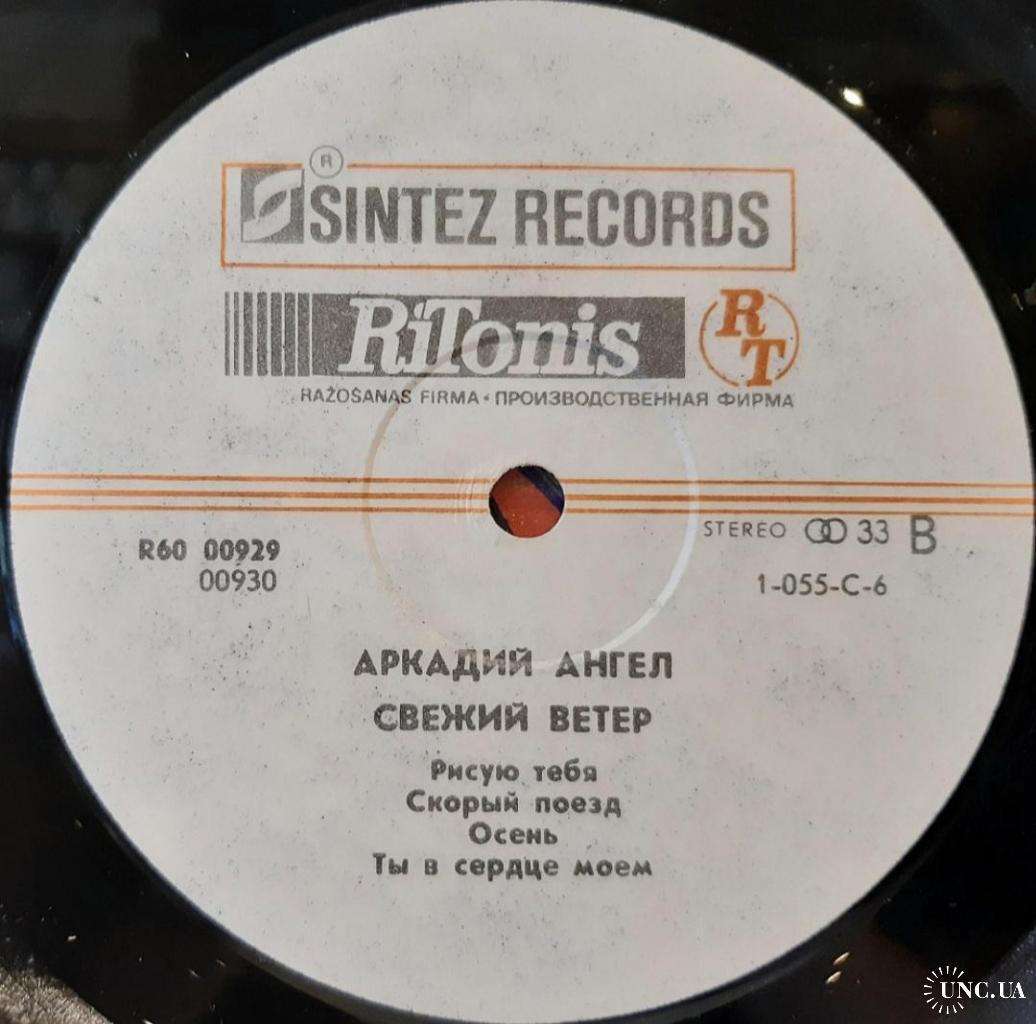 ®
SINTEZ RECORDS
RiTonis
RT
RAŽOŠANAS FIRMA • ПРОИЗВОДСТВЕННАЯ ФИРМА
STEREO 33 B
R60 00929
00930
1-055-C-6
АРКАДИЙ АНГЕЛ
СВЕЖИЙ ВЕТЕР
Рисую тебя
Скорый поезд
Осень
Ты в сердце моем
UNC.UA